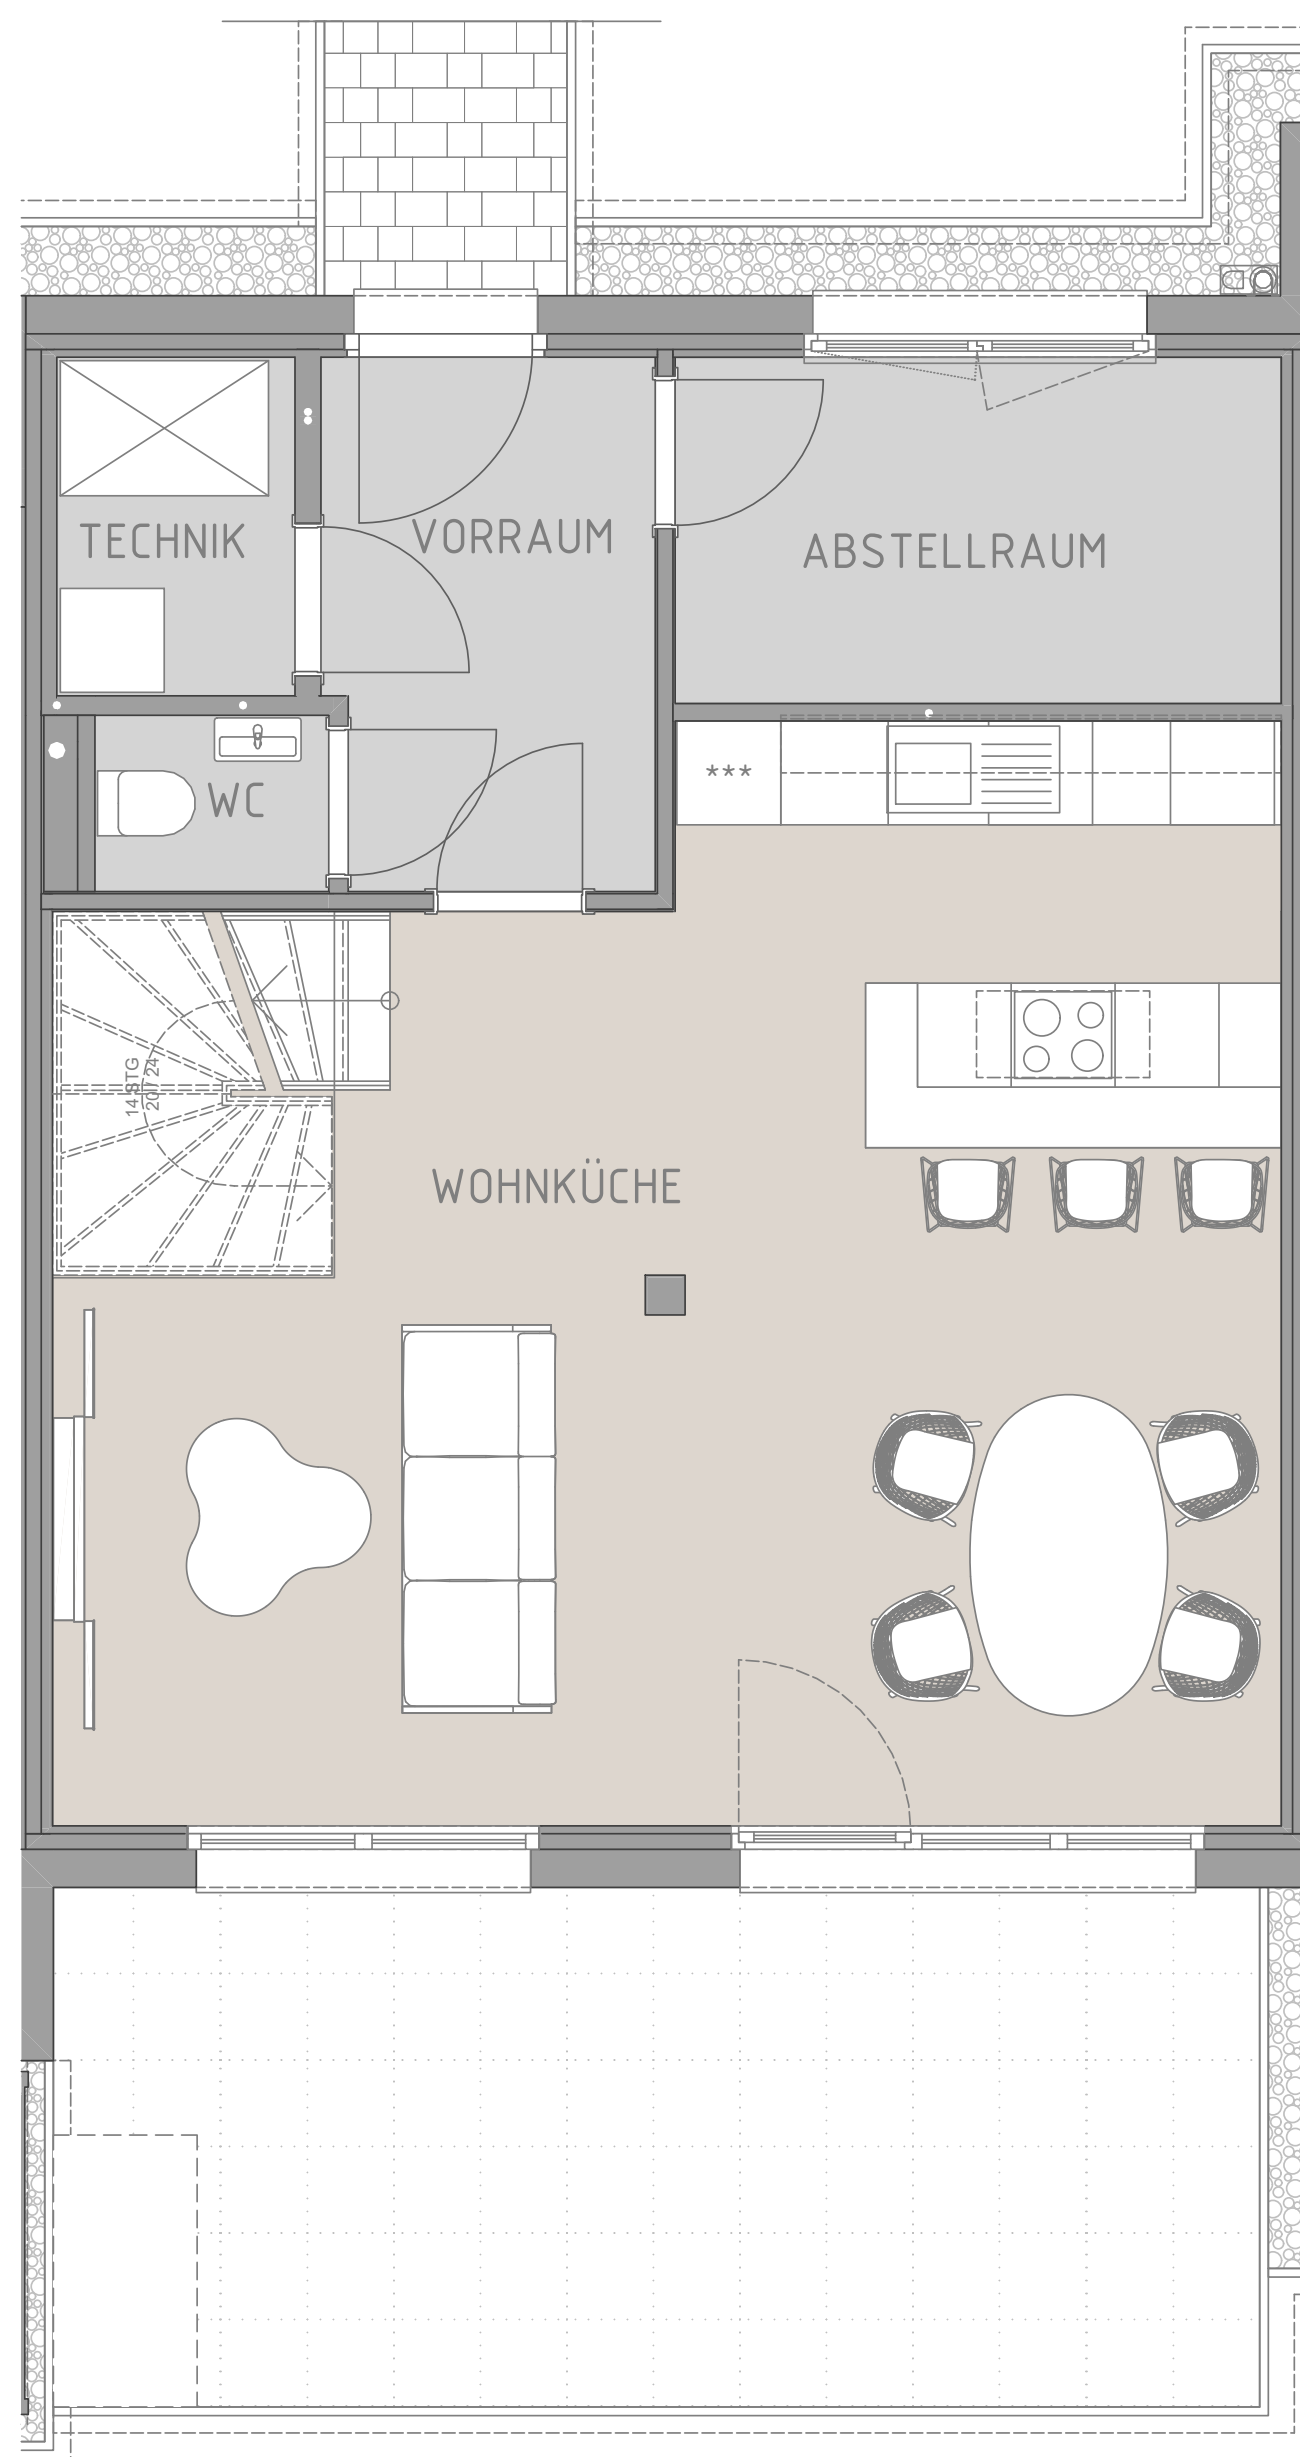 TECHNIK
VORRAUM
ABSTELLRAUM
WC
***
14 STG
20 / 24
WOHNKÜCHE